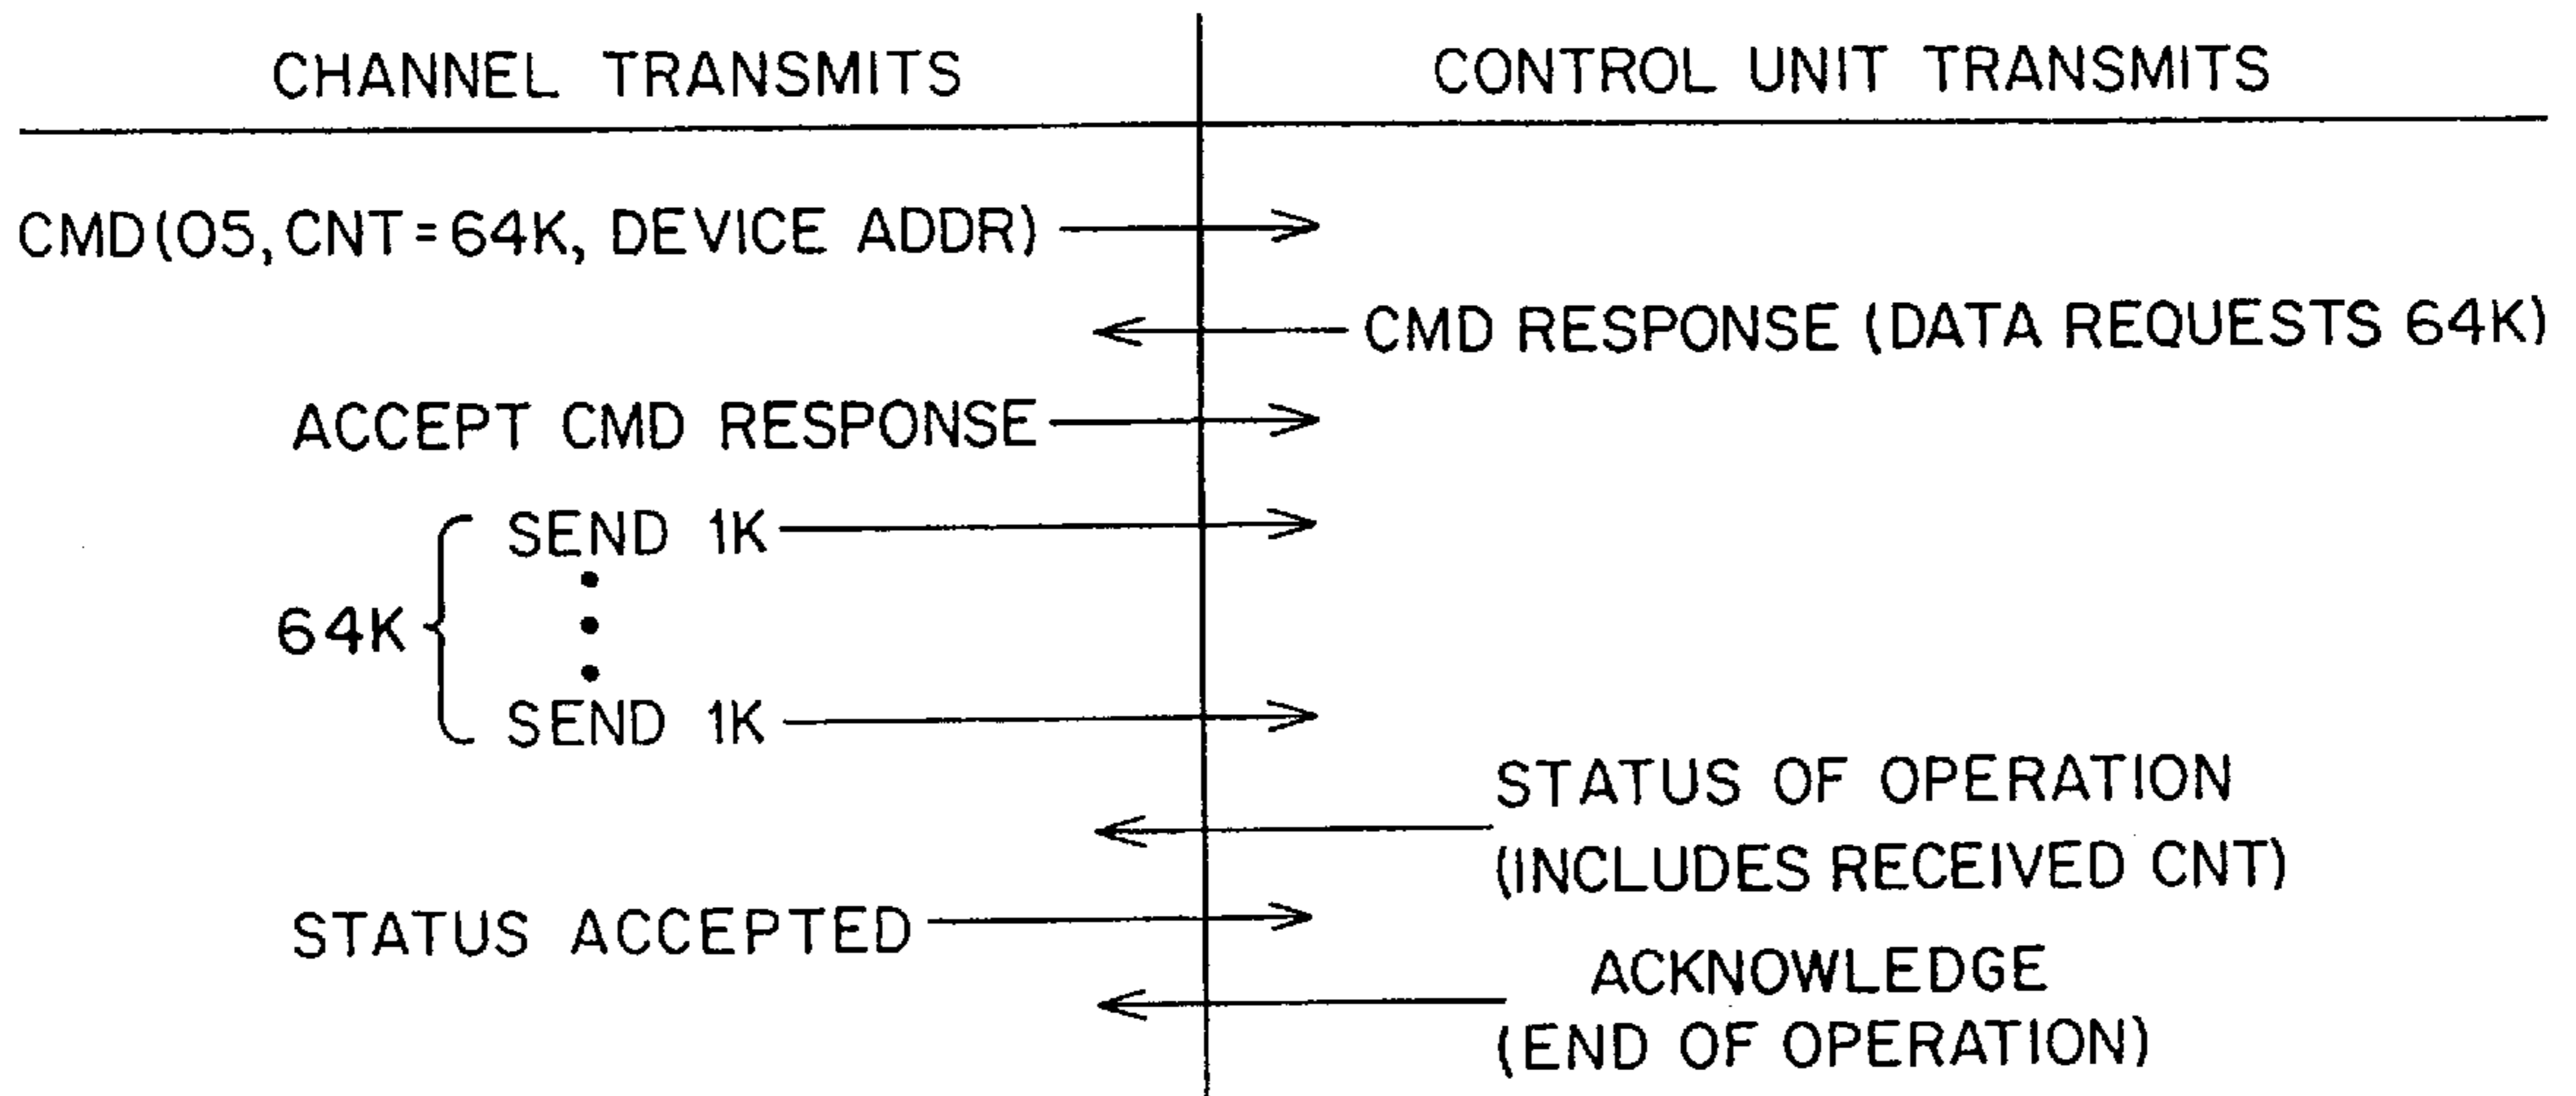 CHANNEL TRANSMITS
CONTROL UNIT TRANSMITS
CMD(05, CNT=64K, DEVICE ADDR)
CMD RESPONSE (DATA REQUESTS 64K)
ACCEPT CMD RESPONSE
SEND 1K
64K
SEND 1K
STATUS OF OPERATION
(INCLUDES RECEIVED CNT)
STATUS ACCEPTED
ACKNOWLEDGE
(END OF OPERATION)